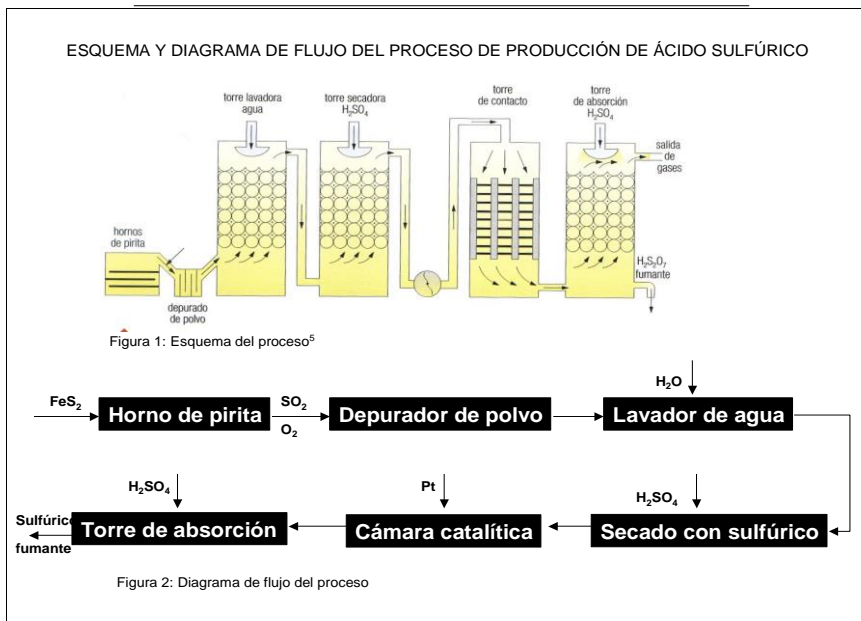 ESQUEMA Y DIAGRAMA DE FLUJO DEL PROCESO DE PRODUCCIÓN DE ÁCIDO SULFÚRICO
torre lavadora
agua
torre secadora
H₂SO₄
torre
de contacto
torre
de absorción
H₂SO₄
salida
de
gases
hornos
de pirita
depurado
de polvo
H₂S₂O₇
fumante
Figura 1: Esquema del proceso⁵
FeS₂
Horno de pirita
SO₂
O₂
Depurador de polvo
H₂O
Lavador de agua
H₂SO₄
Secado con sulfúrico
Pt
Cámara catalítica
H₂SO₄
Torre de absorción
Sulfúrico
fumante
Figura 2: Diagrama de flujo del proceso